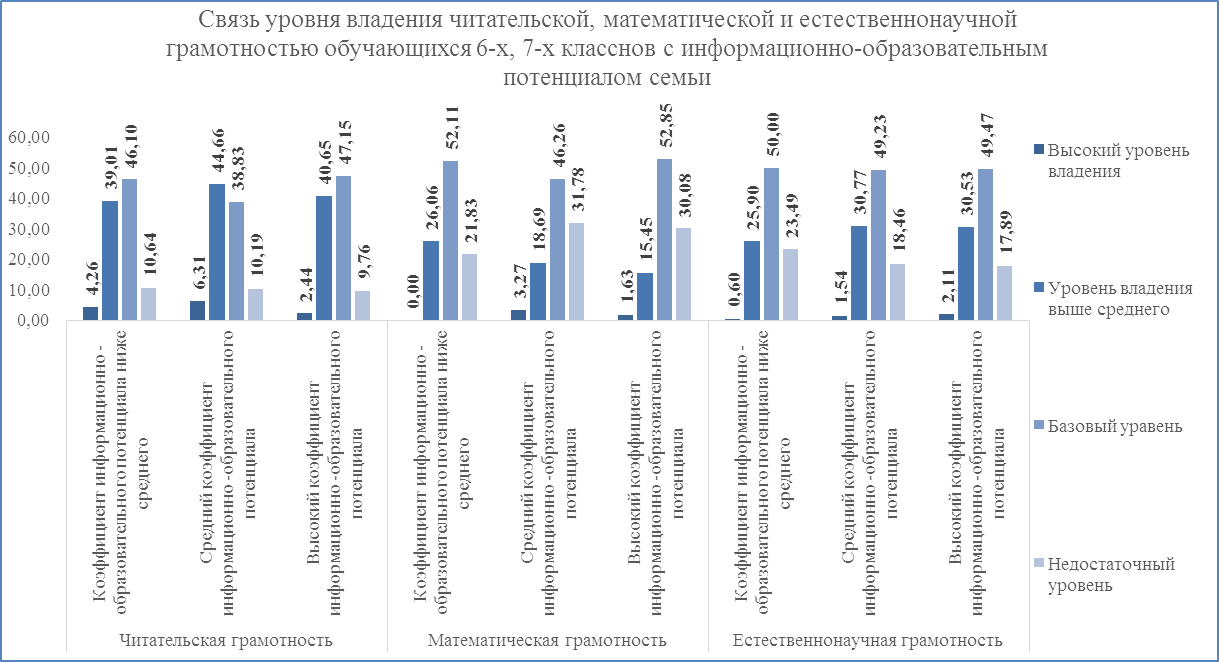 Связь уровня владения читательской, математической и естественнонаучной
грамотностью обучающихся 6-х, 7-х класснов с информационно-образовательным
потенциалом семьи
60,00
50,00
40,00
30,00
20,00
10,00
0,00
4,26
39,01
46,10
10,64
6,31
44,66
38,83
10,19
2,44
40,65
47,15
9,76
0,00
26,06
52,11
21,83
3,27
18,69
46,26
31,78
1,63
15,45
52,85
30,08
0,60
25,90
50,00
23,49
1,54
30,77
49,23
18,46
2,11
30,53
49,47
17,89
Коэффициент информационно -
образовательного потенциала ниже
среднего
Средний коэффициент
информационно -образовательного
потенциала
Высокий коэффициент
информационно -образовательного
потенциала
Коэффициент информационно -
образовательного потенциала ниже
среднего
Средний коэффициент
информационно -образовательного
потенциала
Высокий коэффициент
информационно -образовательного
потенциала
Коэффициент информационно -
образовательного потенциала ниже
среднего
Средний коэффициент
информационно -образовательного
потенциала
Высокий коэффициент
информационно -образовательного
потенциала
Читательская грамотность
Математическая грамотность
Естественнонаучная грамотность
Высокий уровень
владения
Уровень владения
выше среднего
Базовый уравень
Недостаточный
уровень